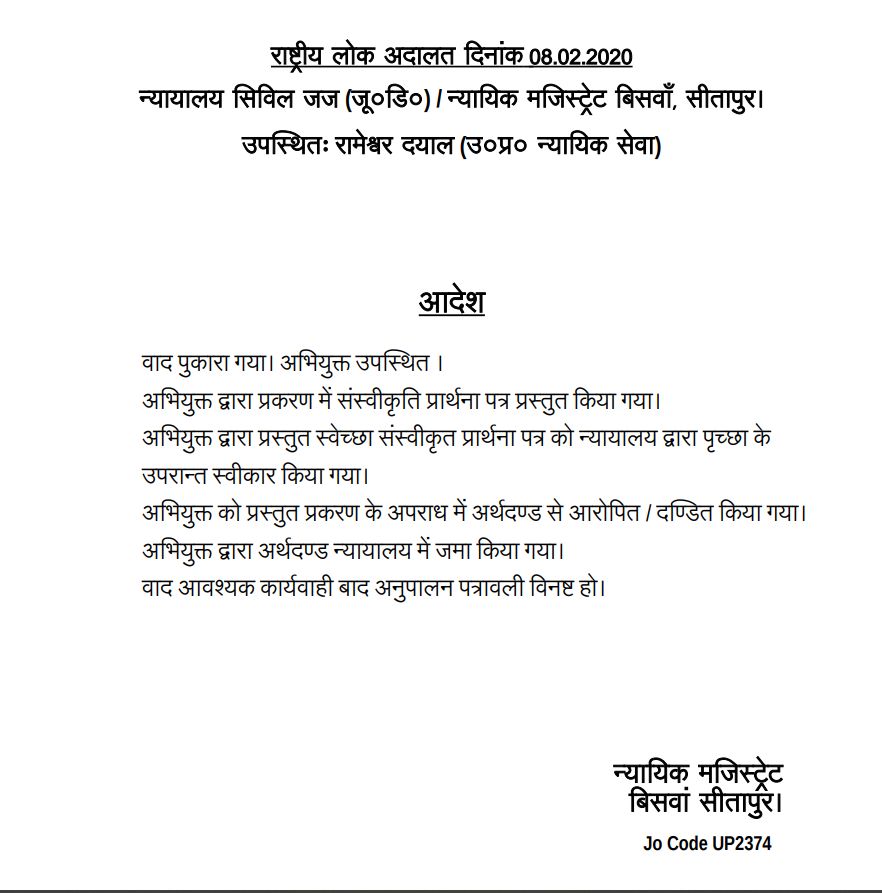 राष्ट्रीय लोक अदालत दिनांक 08.02.2020
न्यायालय सिविल जज (जू०डि०) / न्यायिक मजिस्ट्रेट बिसवाँ, सीतापुर।
उपस्थितः रामेश्वर दयाल (उ०प्र० न्यायिक सेवा)
आदेश
वाद पुकारा गया। अभियुक्त उपस्थित ।
अभियुक्त द्वारा प्रकरण में संस्वीकृति प्रार्थना पत्र प्रस्तुत किया गया।
अभियुक्त द्वारा प्रस्तुत स्वेच्छा संस्वीकृत प्रार्थना पत्र को न्यायालय द्वारा पृच्छा के
उपरान्त स्वीकार किया गया।
अभियुक्त को प्रस्तुत प्रकरण के अपराध में अर्थदण्ड से आरोपित / दण्डित किया गया।
अभियुक्त द्वारा अर्थदण्ड न्यायालय में जमा किया गया।
वाद आवश्यक कार्यवाही बाद अनुपालन पत्रावली विनष्ट हो।
न्यायिक मजिस्ट्रेट
बिसवां सीतापुर।
Jo Code UP2374